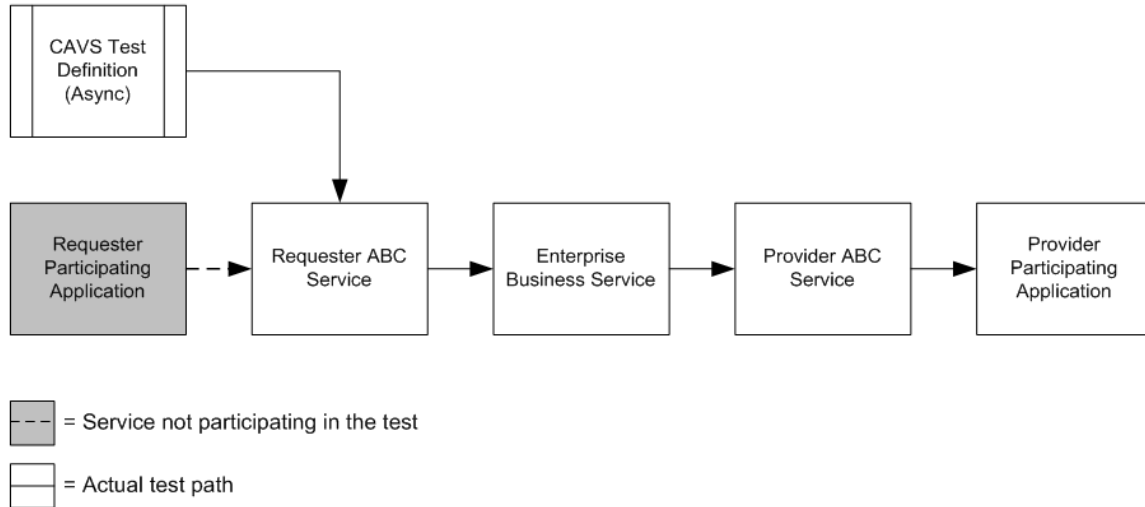 CAVS Test
Definition
(Async)
Requester
Participating
Application
Requester ABC
Service
Enterprise
Business Service
Provider ABC
Service
Provider
Participating
Application
= Service not participating in the test
= Actual test path